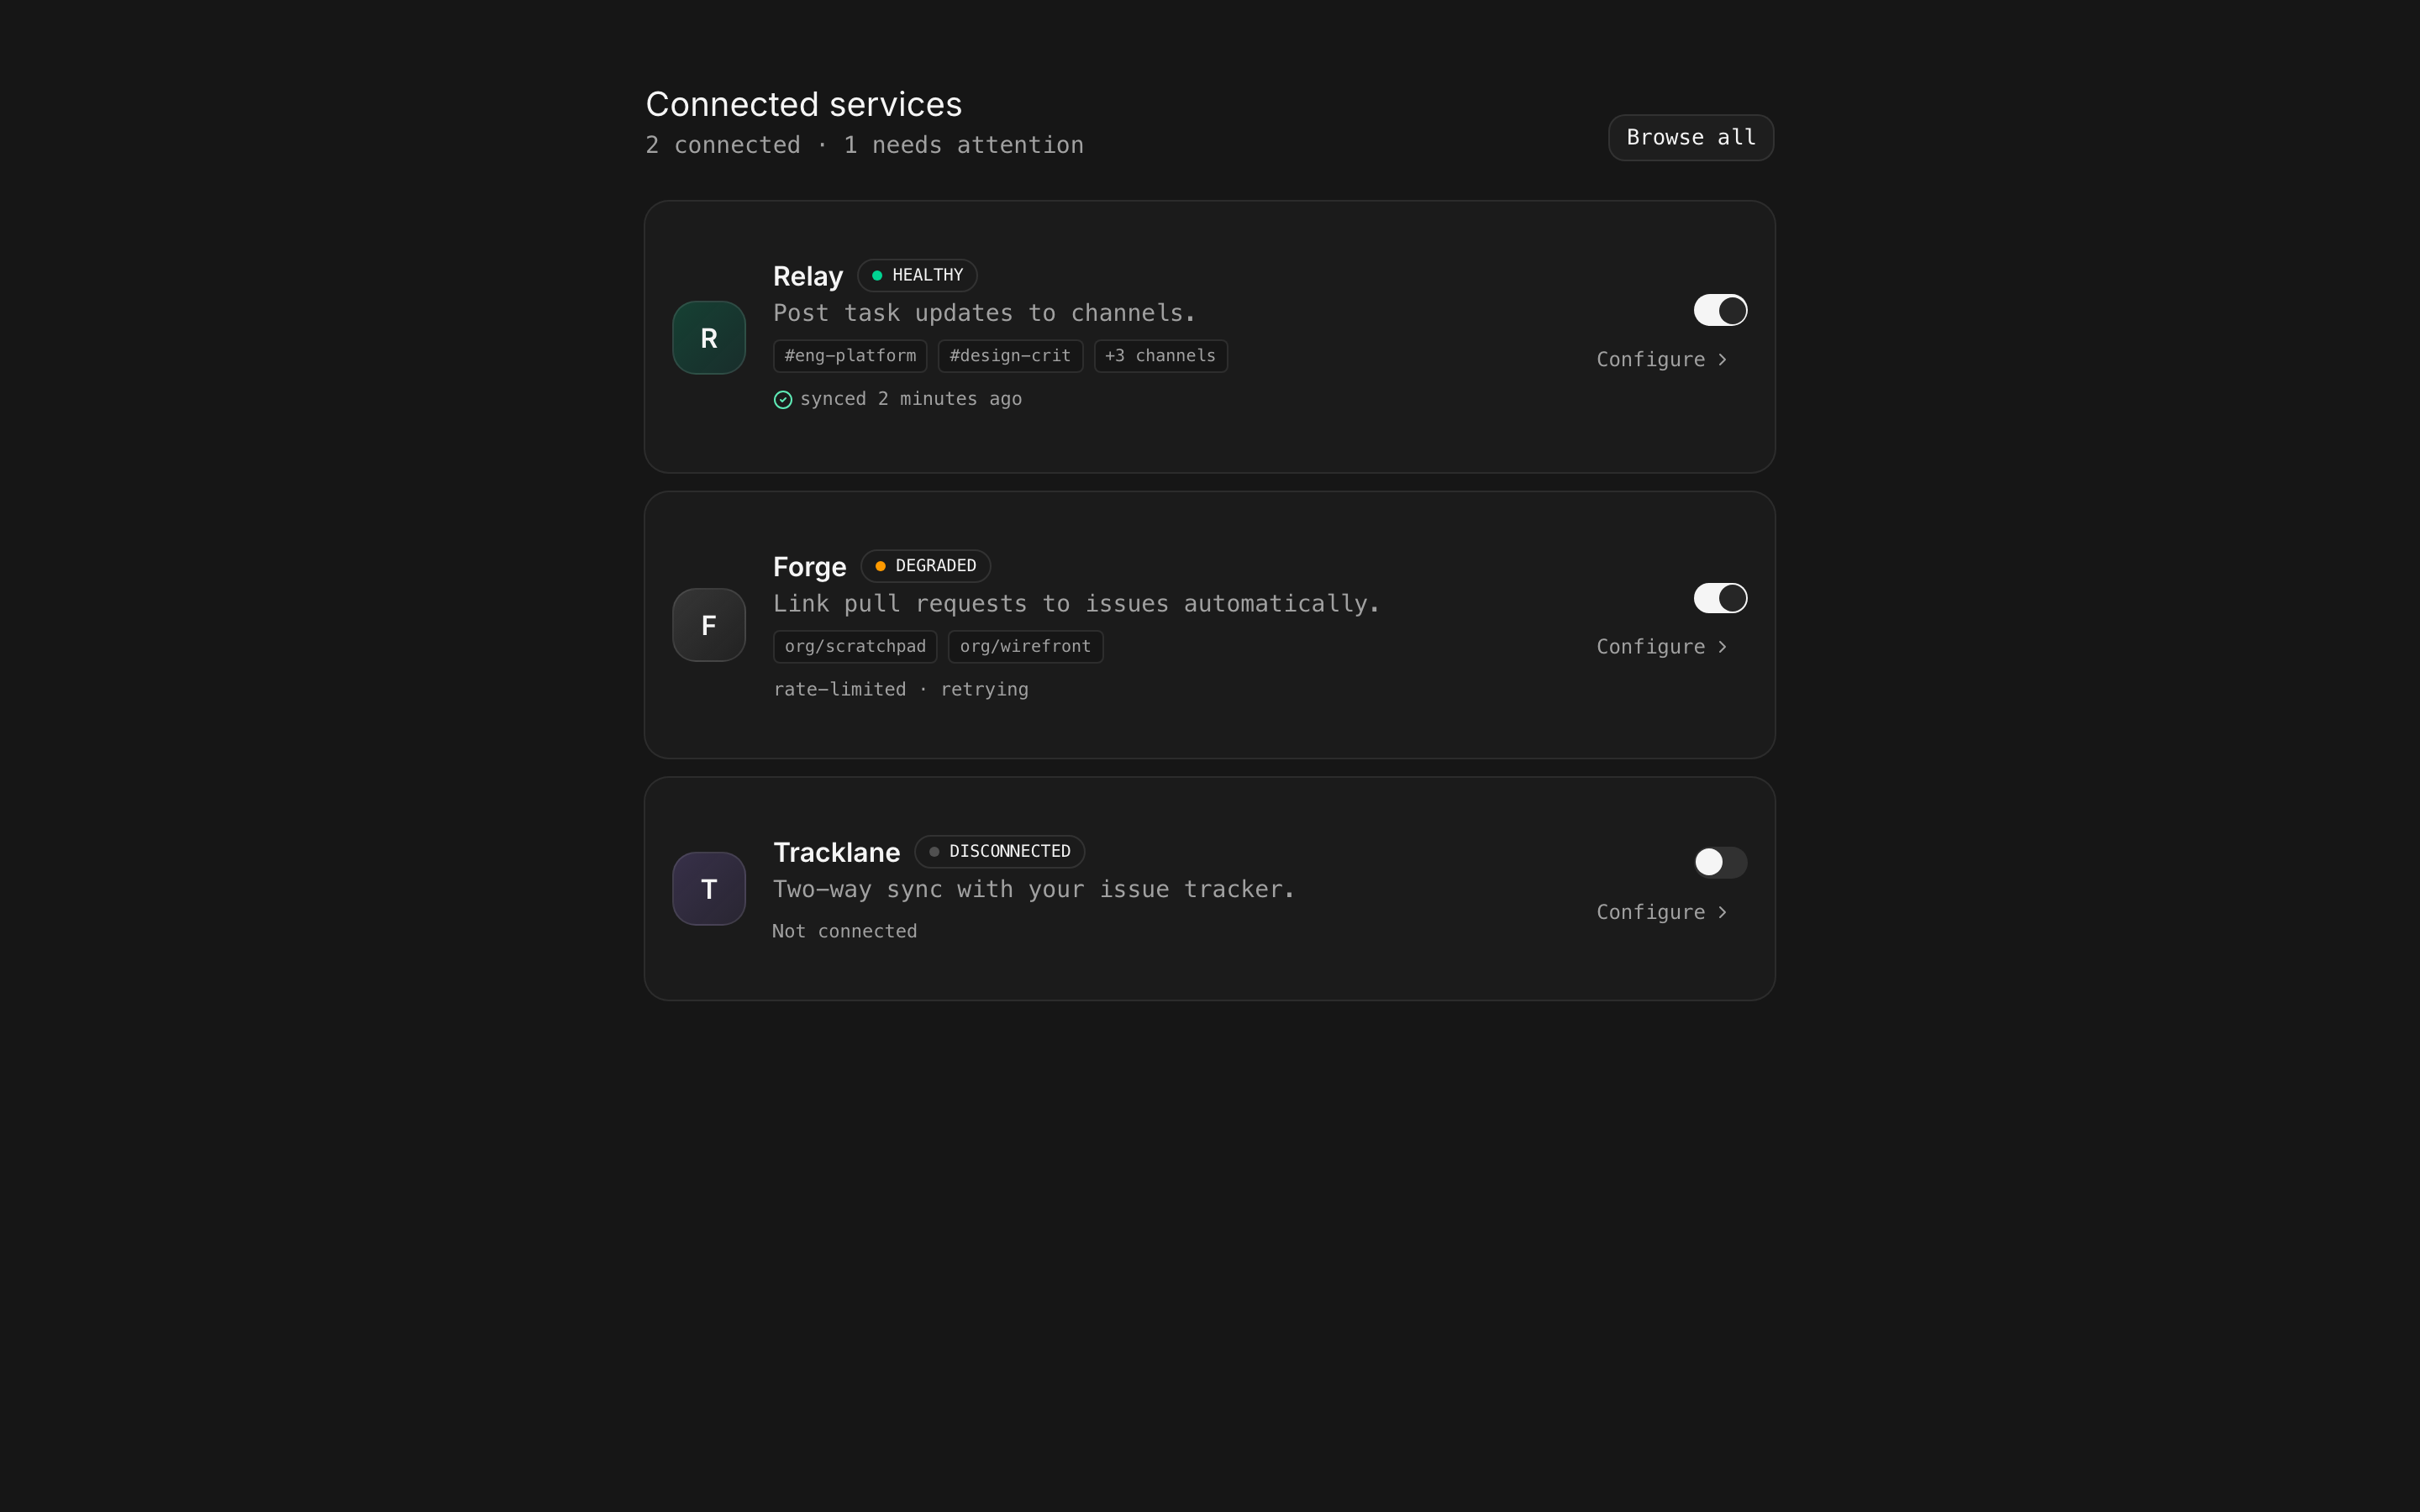 Connected services
2 connected · 1 needs attention
Browse all
R
Relay
HEALTHY
Post task updates to channels.
#eng-platform
#design-crit
+3 channels
synced 2 minutes ago
Configure
F
Forge
DEGRADED
Link pull requests to issues automatically.
org/scratchpad
org/wirefront
rate-limited · retrying
Configure
T
Tracklane
DISCONNECTED
Two-way sync with your issue tracker.
Not connected
Configure